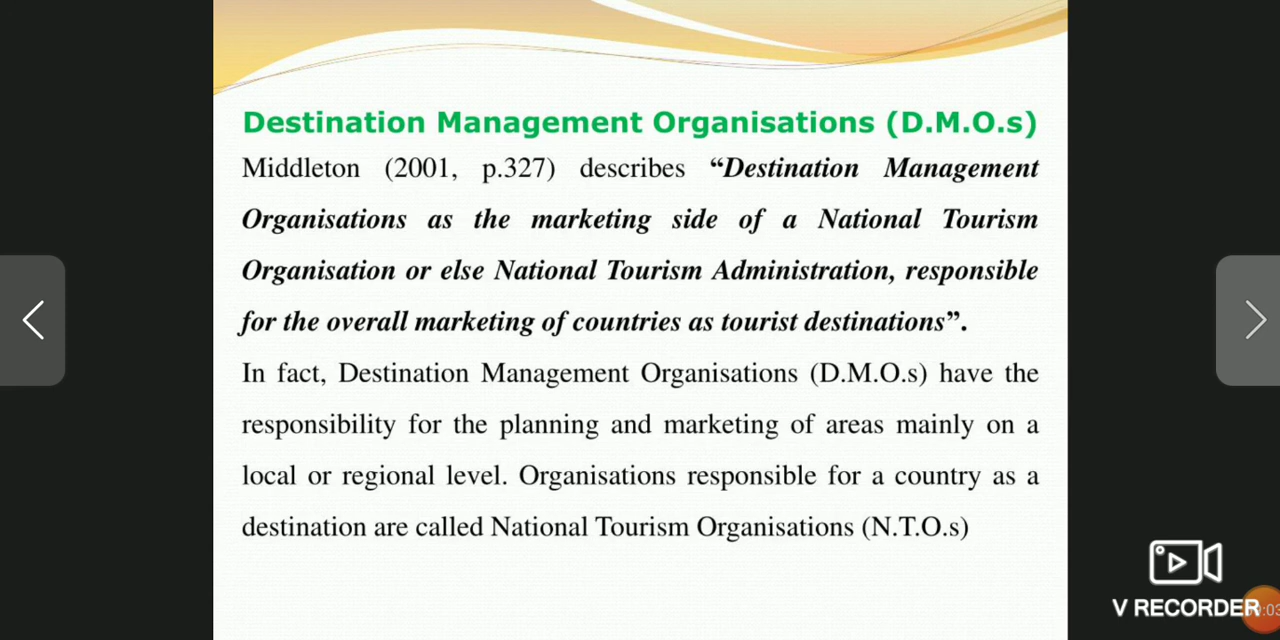 Destination Management Organisations (D.M.O.s)
Middleton (2001, p.327) describes “Destination Management
Organisations as the marketing side of a National Tourism
Organisation or else National Tourism Administration, responsible
for the overall marketing of countries as tourist destinations”.
In fact, Destination Management Organisations (D.M.O.s) have the
responsibility for the planning and marketing of areas mainly on a
local or regional level. Organisations responsible for a country as a
destination are called National Tourism Organisations (N.T.O.s)
V RECORDER